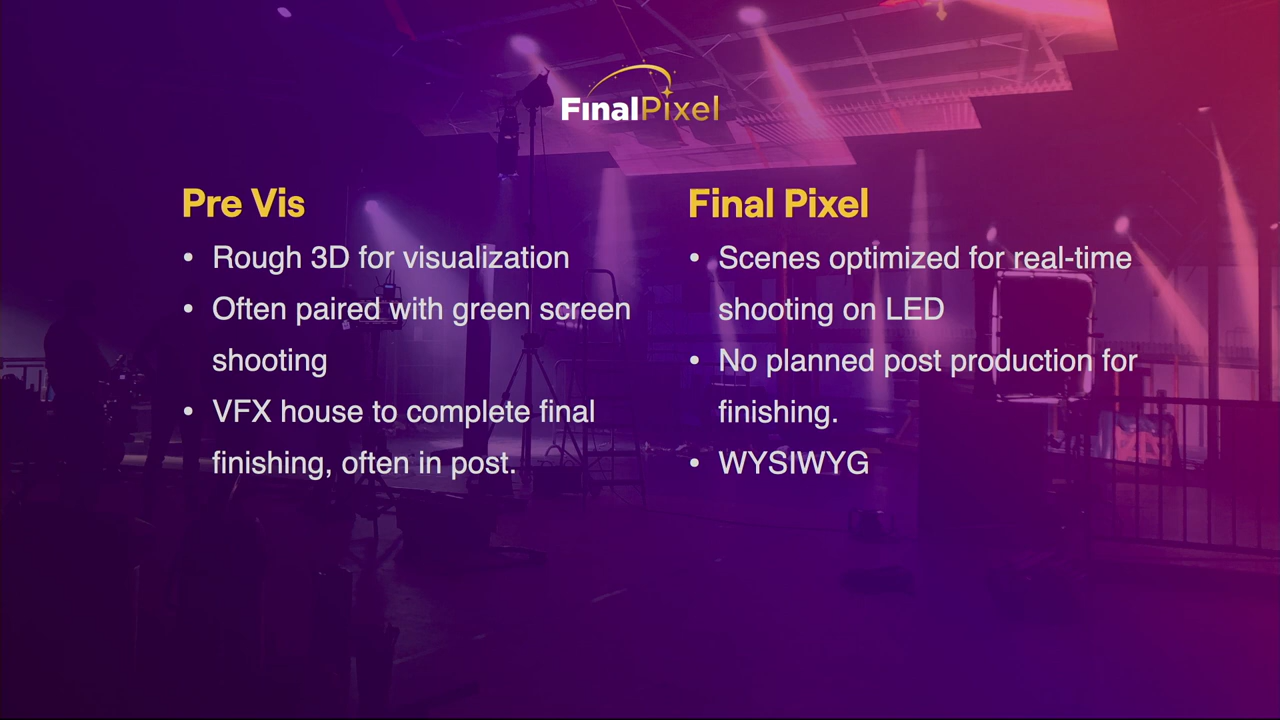 FinalPixel
Pre Vis
• Rough 3D for visualization
• Often paired with green screen
shooting
• VFX house to complete final
finishing, often in post.
Final Pixel
• Scenes optimized for real-time
shooting on LED
• No planned post production for
finishing.
• WYSIWYG